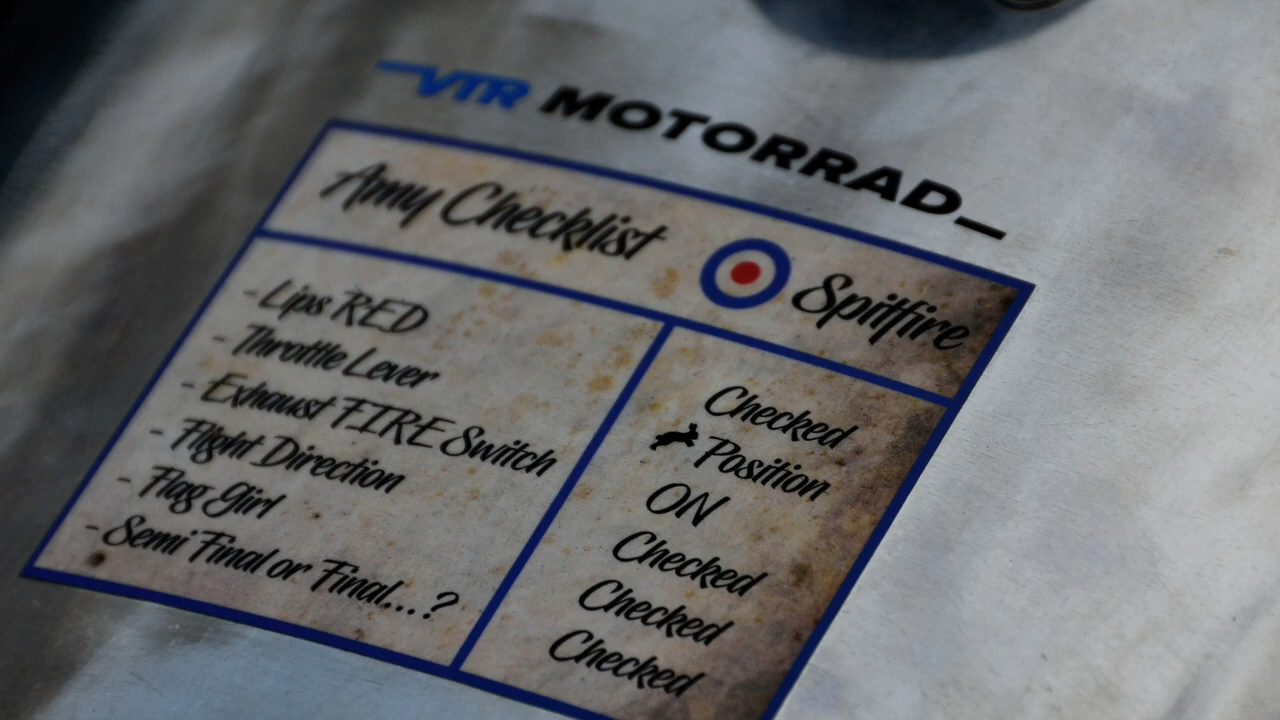 VTR MOTORRAD_
Amy Checklist Spitfire
- Lips RED Checked
- Throttle Lever Position
- Exhaust FIRE Switch ON
- Flight Direction Checked
- Flag Girl Checked
- Semi Final or Final...? Checked